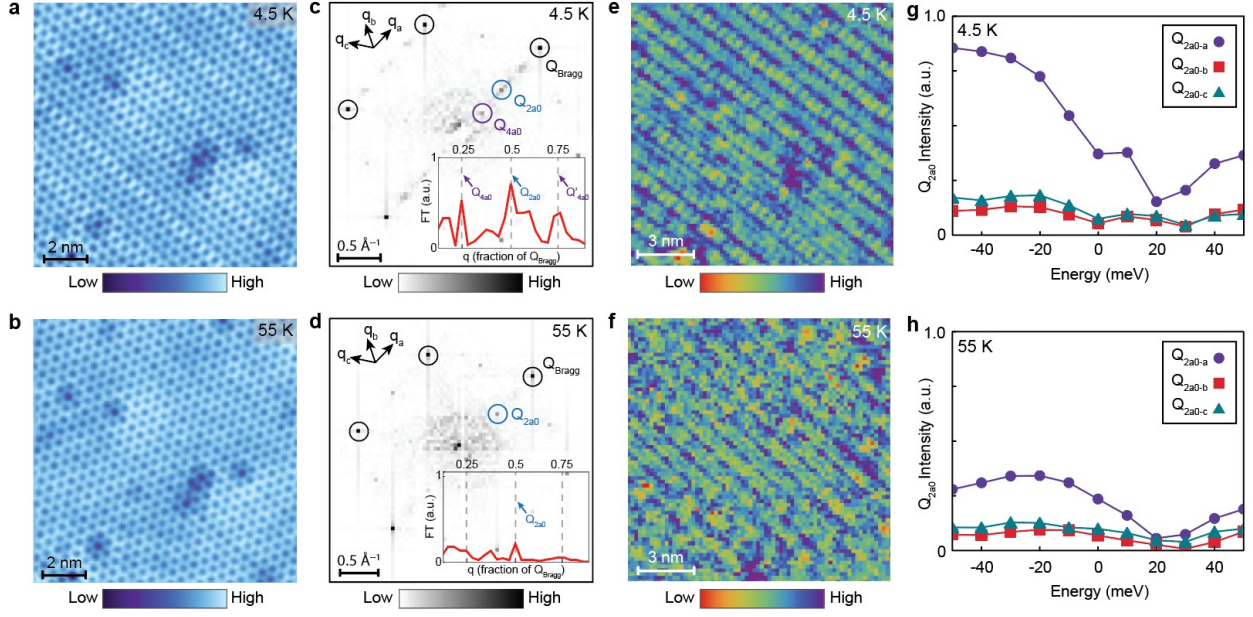 a
4.5 K
2 nm
Low High
c
4.5 K
q_b
q_a
q_c
Q_Bragg
Q_2a0
Q_4a0
0.25 0.5 0.75
1
Q_4a0 Q_2a0 Q'_4a0
FT (a.u.)
0
q (fraction of Q_Bragg)
0.5 Å⁻¹
Low High
e
4.5 K
3 nm
Low High
g
1.0
4.5 K
Q_2a0-a
Q_2a0-b
Q_2a0-c
Q_2a0 Intensity (a.u.)
0
-40 -20 0 20 40
Energy (meV)
b
55 K
2 nm
Low High
d
55 K
q_b
q_a
q_c
Q_Bragg
Q_2a0
0.25 0.5 0.75
1
Q_2a0
FT (a.u.)
0
q (fraction of Q_Bragg)
0.5 Å⁻¹
Low High
f
55 K
3 nm
Low High
h
1.0
55 K
Q_2a0-a
Q_2a0-b
Q_2a0-c
Q_2a0 Intensity (a.u.)
0
-40 -20 0 20 40
Energy (meV)